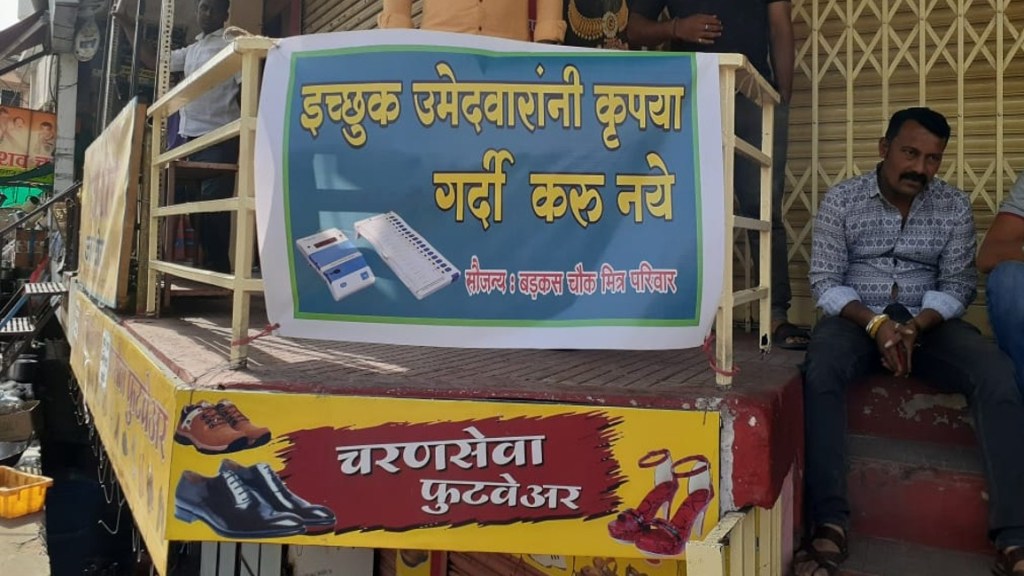 इच्छुक उमेदवारांनी कृपया
गर्दी करु नये
सौजन्य : बड़कस चौक मित्र परिवार
चरणसेवा
फुटवेअर